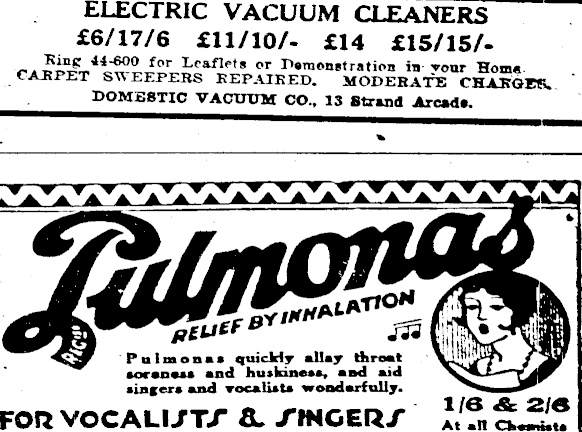 ELECTRIC VACUUM CLEANERS
£6/17/6 £11/10/- £14 £15/15/-
Ring 44-600 for Leaflets or Demonstration in your Home.
CARPET SWEEPERS REPAIRED. MODERATE CHARGES.
DOMESTIC VACUUM CO., 13 Strand Arcade.
Pulmonas
REGD
RELIEF BY INHALATION
Pulmonas quickly allay throat
soreness and huskiness, and aid
singers and vocalists wonderfully.
FOR VOCALISTS & SINGERS
1/6 & 2/6
At all Chemists